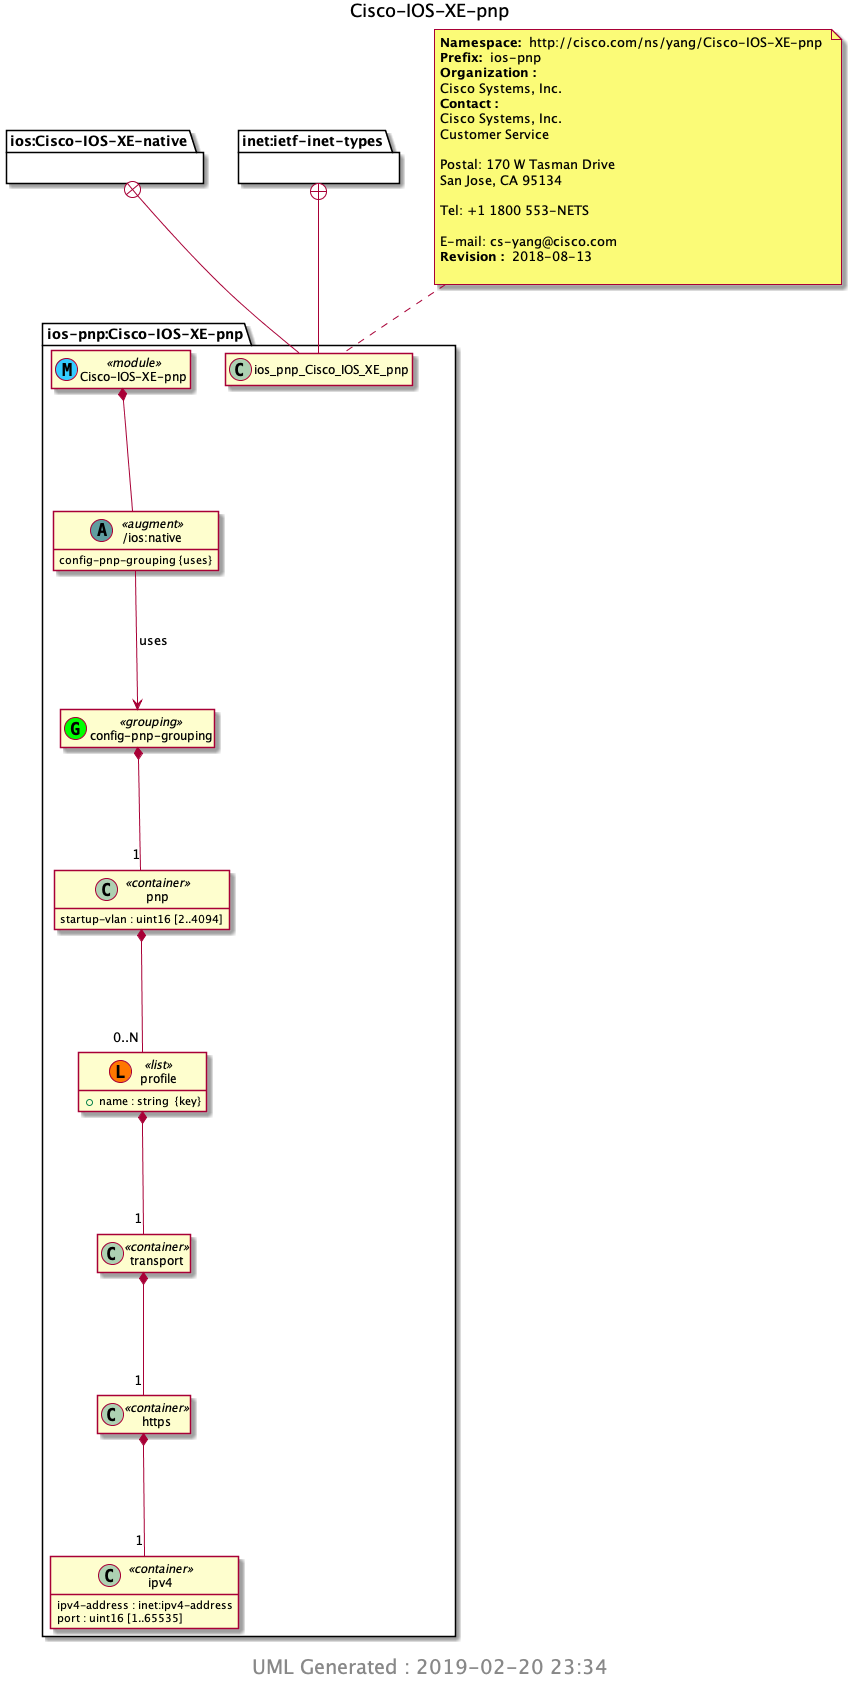 Cisco-IOS-XE-pnp
Namespace: http://cisco.com/ns/yang/Cisco-IOS-XE-pnp
Prefix: ios-pnp
Organization :
Cisco Systems, Inc.
Contact :
Cisco Systems, Inc.
Customer Service
Postal: 170 W Tasman Drive
San Jose, CA 95134
Tel: +1 1800 553-NETS
E-mail: cs-yang@cisco.com
Revision : 2018-08-13
ios:Cisco-IOS-XE-native
inet:ietf-inet-types
ios-pnp:Cisco-IOS-XE-pnp
M
«module»
Cisco-IOS-XE-pnp
C ios_pnp_Cisco_IOS_XE_pnp
A
«augment»
/ios:native
config-pnp-grouping {uses}
uses
G
«grouping»
config-pnp-grouping
1
C
«container»
pnp
startup-vlan : uint16 [2..4094]
0..N
L
«list»
profile
name : string {key}
1
C
«container»
transport
1
C
«container»
https
1
C
«container»
ipv4
ipv4-address : inet:ipv4-address
port : uint16 [1..65535]
UML Generated : 2019-02-20 23:34